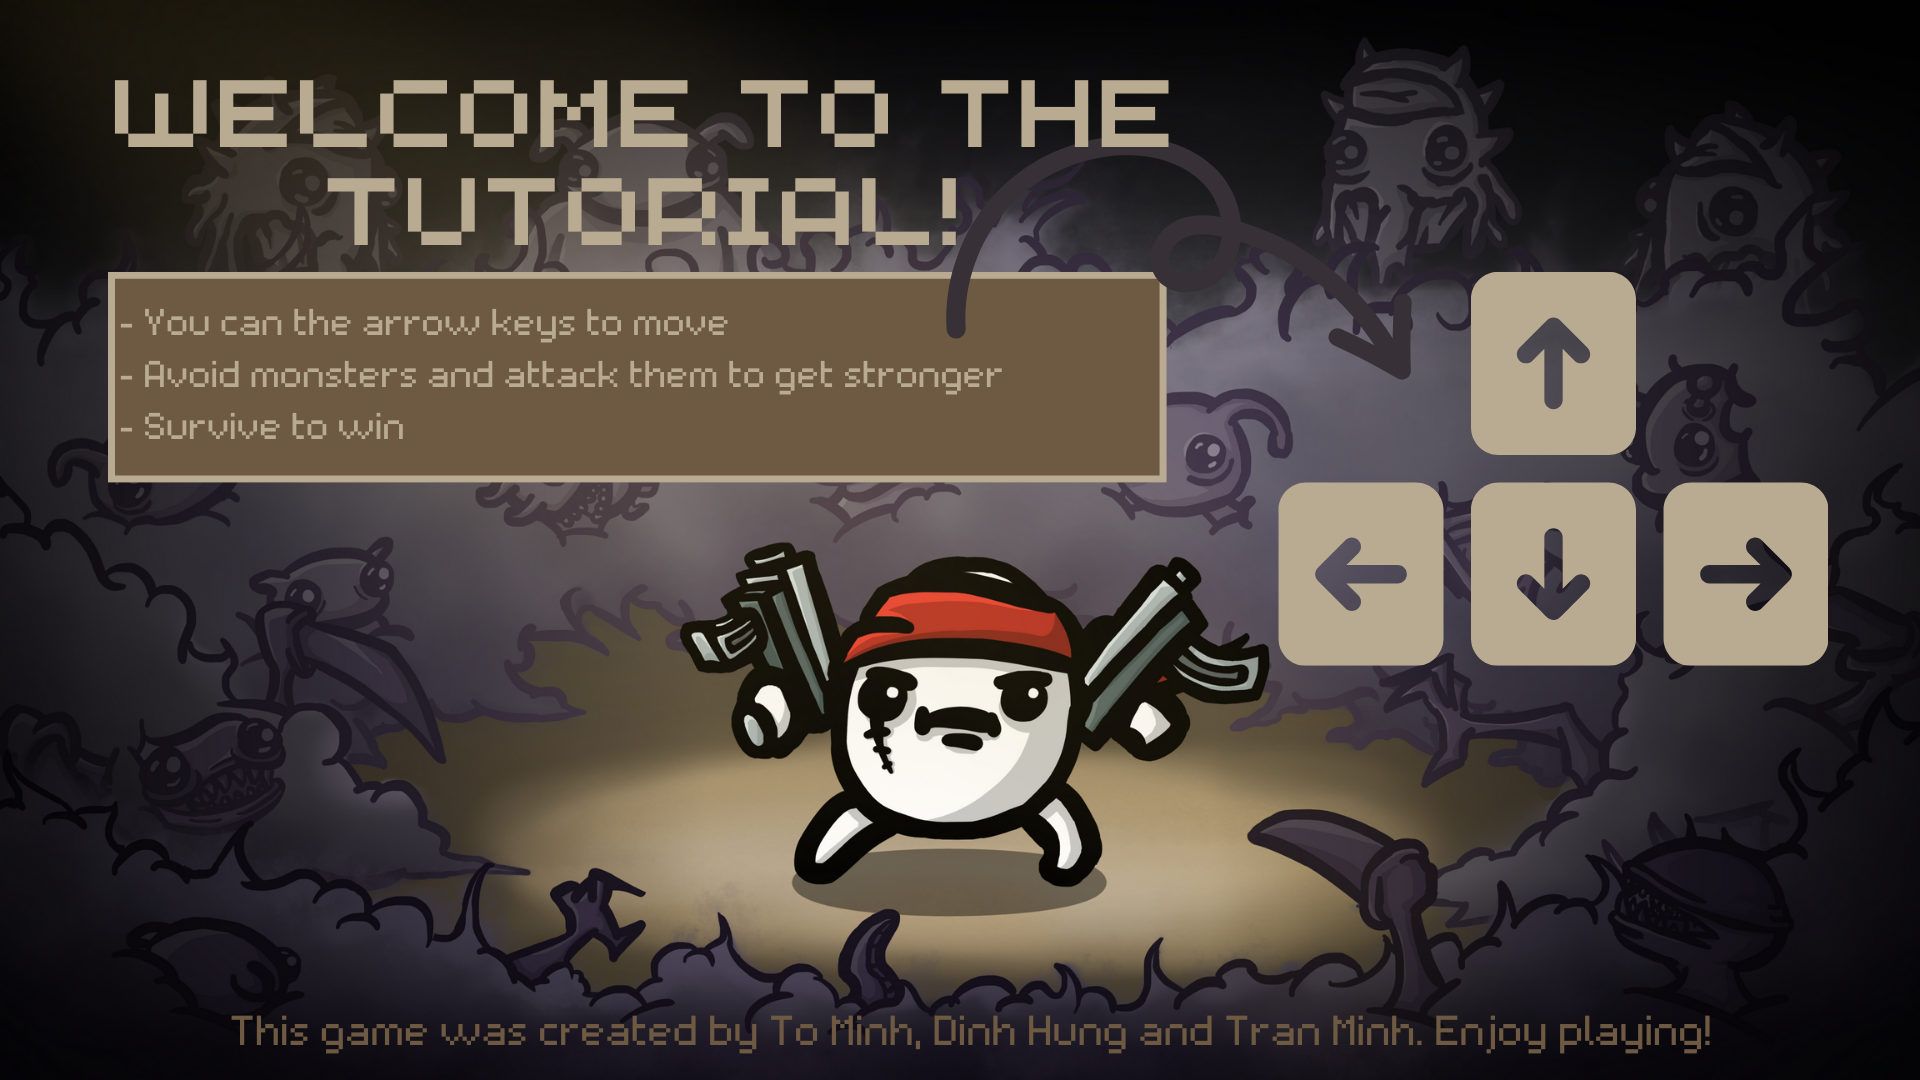 WELCOME TO THE
TUTORIAL!
- You can the arrow keys to move
- Avoid monsters and attack them to get stronger
- Survive to win
This game was created by To Minh, Dinh Hung and Tran Minh. Enjoy playing!